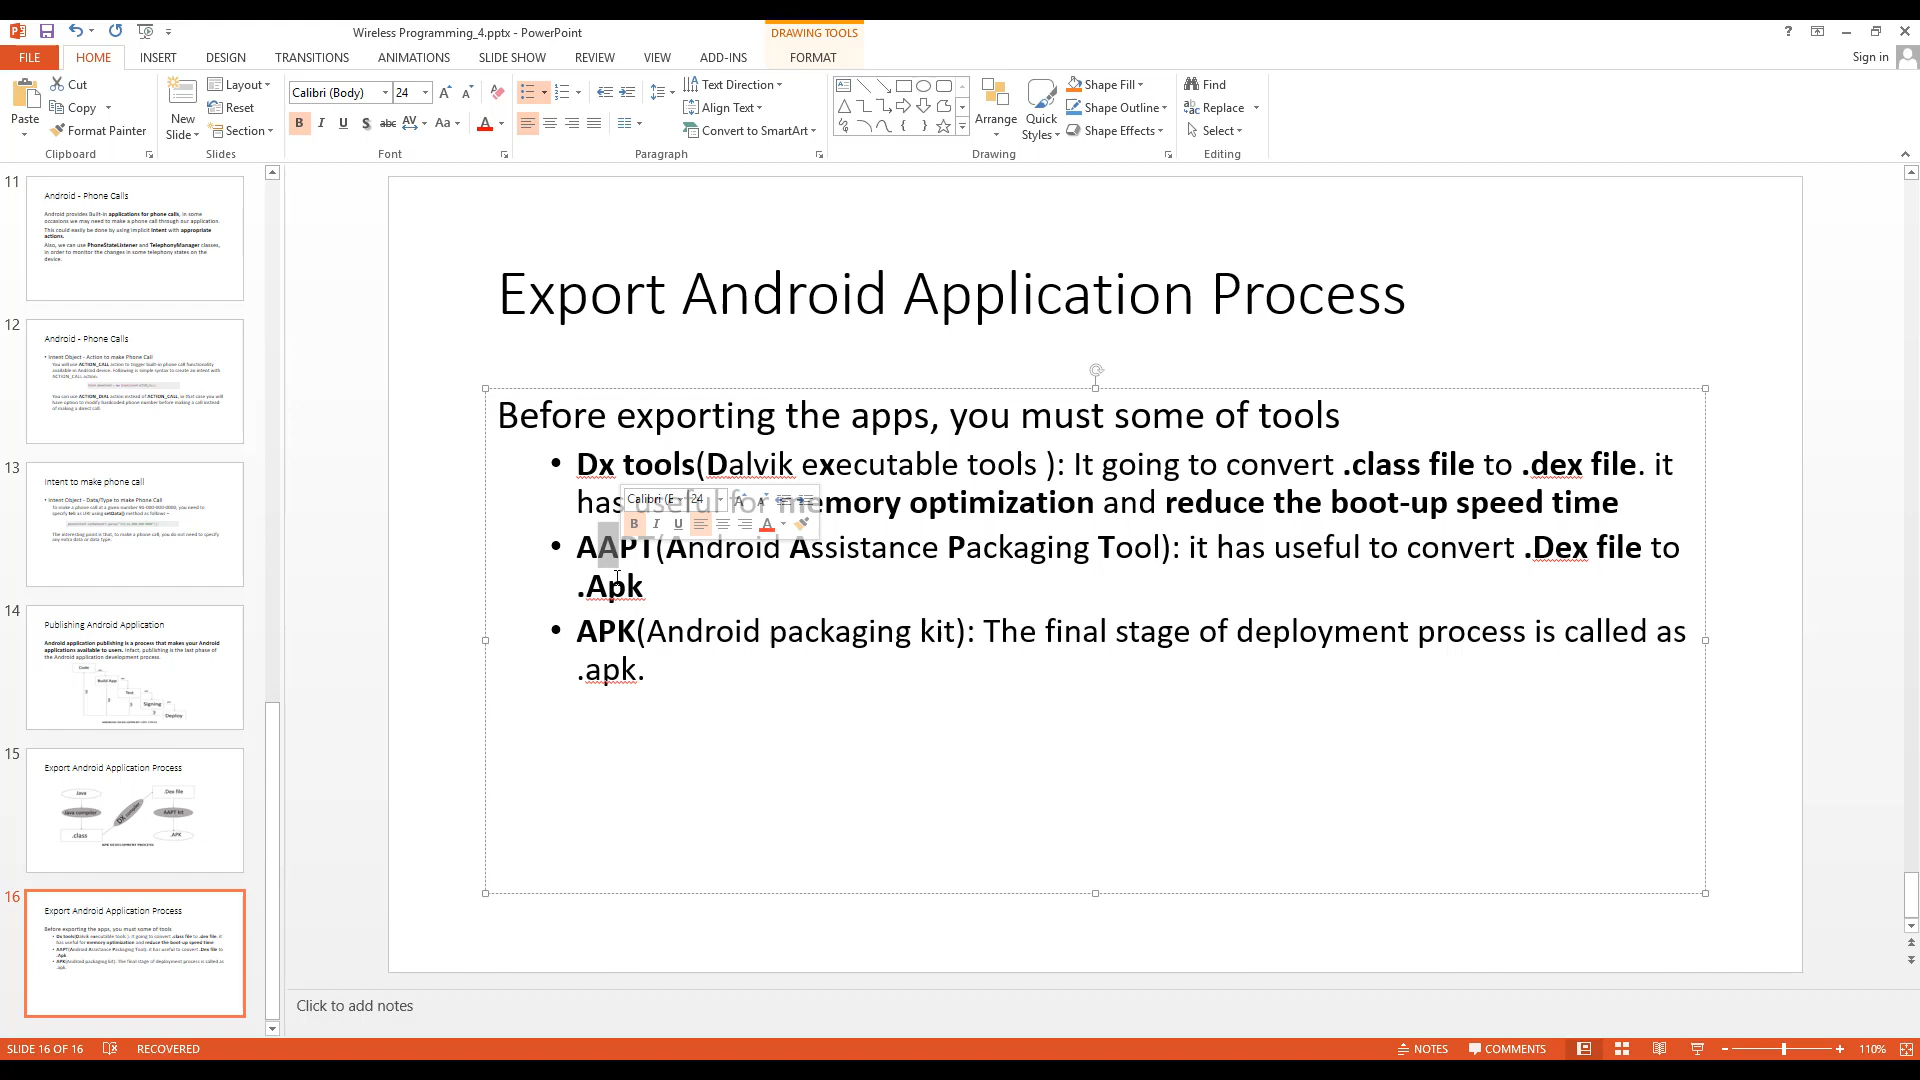 Wireless Programming_4.pptx - PowerPoint
DRAWING TOOLS
?
FILE
HOME
INSERT
DESIGN
TRANSITIONS
ANIMATIONS
SLIDE SHOW
REVIEW
VIEW
ADD-INS
FORMAT
Sign in
Paste
Cut
Copy
Format Painter
Clipboard
New
Slide
Layout
Reset
Section
Slides
Calibri (Body)
24
Font
Text Direction
Align Text
Convert to SmartArt
Paragraph
Arrange
Quick
Styles
Shape Fill
Shape Outline
Shape Effects
Drawing
Find
Replace
Select
Editing
11
Android - Phone Calls
Android provides Built-in applications for phone calls, in some
occasions we may need to make a phone call through our application.
This could easily be done by using implicit Intent with appropriate
actions.
Also, we can use PhoneStateListener and TelephonyManager classes,
in order to monitor the changes in some telephony states on the
device.
12
Android - Phone Calls
• Intent Object - Action to make Phone Call
You will use ACTION_CALL action to trigger built-in phone call functionality
available in Android device. Following is simple syntax to create an intent with
ACTION_CALL action
You can use ACTION_DIAL action instead of ACTION_CALL, in that case you will
have option to modify hardcoded phone number before making a call instead
of making a direct call.
13
Intent to make phone call
• Intent Object - Data/Type to make Phone Call
To make a phone call at a given number 91-000-000-0000, you need to
specify tel: as URI using setData() method as follows −
The interesting point is that, to make a phone call, you do not need to specify
any extra data or data type.
14
Publishing Android Application
Android application publishing is a process that makes your Android
applications available to users. Infact, publishing is the last phase of
the Android application development process.
Code
Build App
Test
Signing
Deploy
15
Export Android Application Process
.Java
Java compiler
.class
DX compiler
.Dex file
AAPT kit
.APK
APK DEVELOPMENT PROCESS
16
Export Android Application Process
Before exporting the apps, you must some of tools
• Dx tools(Dalvik executable tools ): It going to convert .class file to .dex file. it
has useful for memory optimization and reduce the boot-up speed time
• AAPT(Android Assistance Packaging Tool): it has useful to convert .Dex file to
.Apk
• APK(Android packaging kit): The final stage of deployment process is called as
.apk.
Export Android Application Process
Before exporting the apps, you must some of tools
• Dx tools(Dalvik executable tools ): It going to convert .class file to .dex file. it
has useful for memory optimization and reduce the boot-up speed time
Calibri (E
24
• AAPT(Android Assistance Packaging Tool): it has useful to convert .Dex file to
.Apk
• APK(Android packaging kit): The final stage of deployment process is called as
.apk.
Click to add notes
SLIDE 16 OF 16
RECOVERED
NOTES
COMMENTS
110%